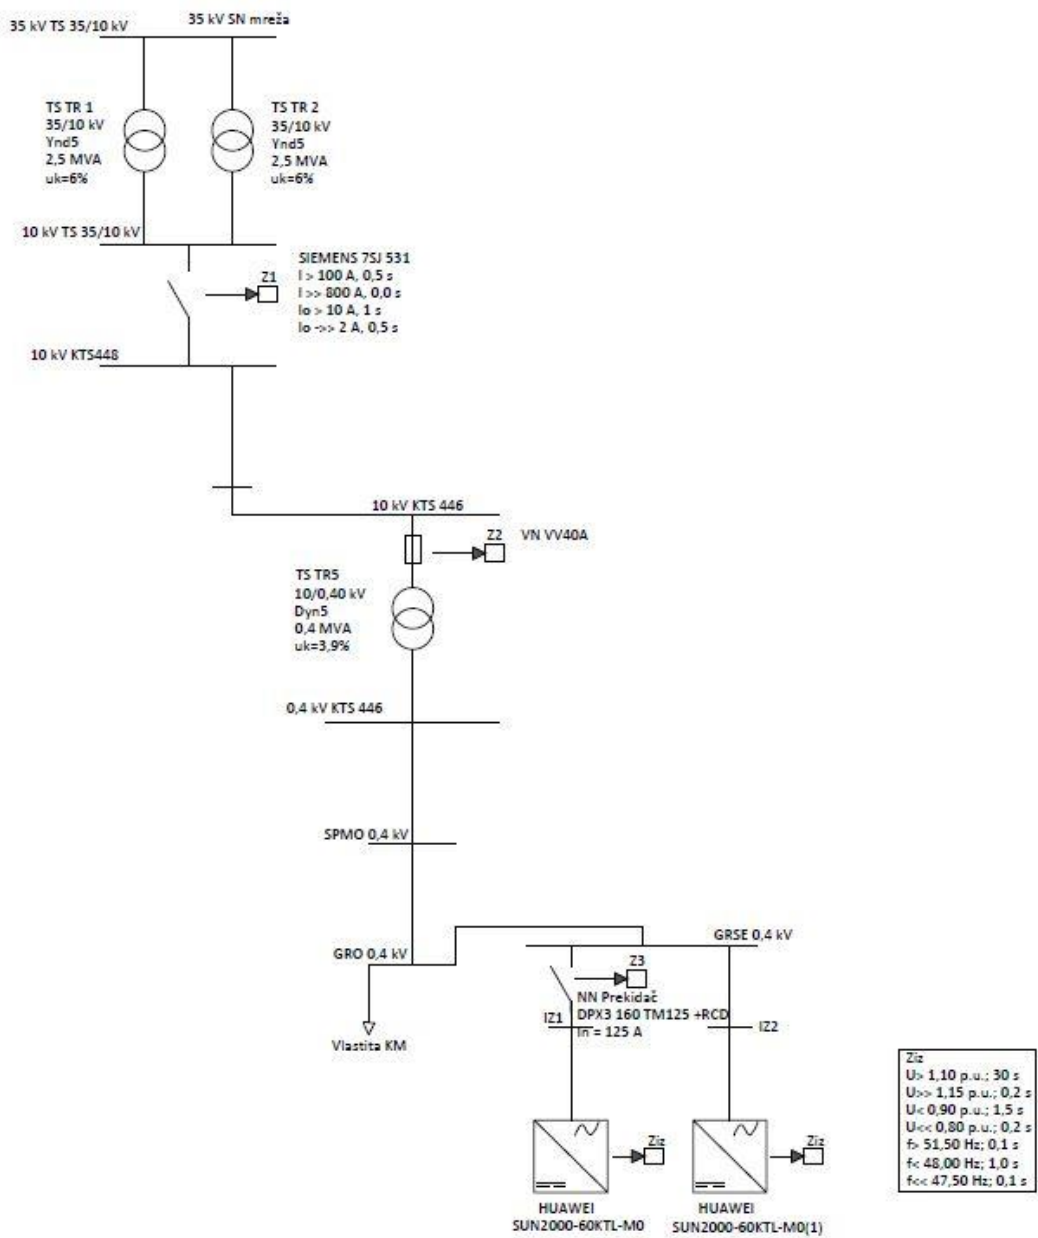 35 kV TS 35/10 kV
35 kV SN mreža
TS TR 1
35/10 kV
Ynd5
2,5 MVA
uk=6%
TS TR 2
35/10 kV
Ynd5
2,5 MVA
uk=6%
10 kV TS 35/10 kV
Z1
SIEMENS 7SJ 531
I > 100 A, 0,5 s
I >> 800 A, 0,0 s
Io > 10 A, 1 s
Io ->> 2 A, 0,5 s
10 kV KTS448
10 kV KTS 446
Z2
VN VV40A
TS TR5
10/0,40 kV
Dyn5
0,4 MVA
uk=3,9%
0,4 kV KTS 446
SPMO 0,4 kV
GRO 0,4 kV
GRSE 0,4 kV
Z3
NN Prekidač
DPX3 160 TM125 +RCD
In = 125 A
IZ1
IZ2
Vlastita KM
Ziz
U> 1,10 p.u.; 30 s
U>> 1,15 p.u.; 0,2 s
U< 0,90 p.u.; 1,5 s
U<< 0,80 p.u.; 0,2 s
f> 51,50 Hz; 0,1 s
f< 48,00 Hz; 1,0 s
f<< 47,50 Hz; 0,1 s
Ziz
Ziz
HUAWEI
SUN2000-60KTL-M0
HUAWEI
SUN2000-60KTL-M0(1)